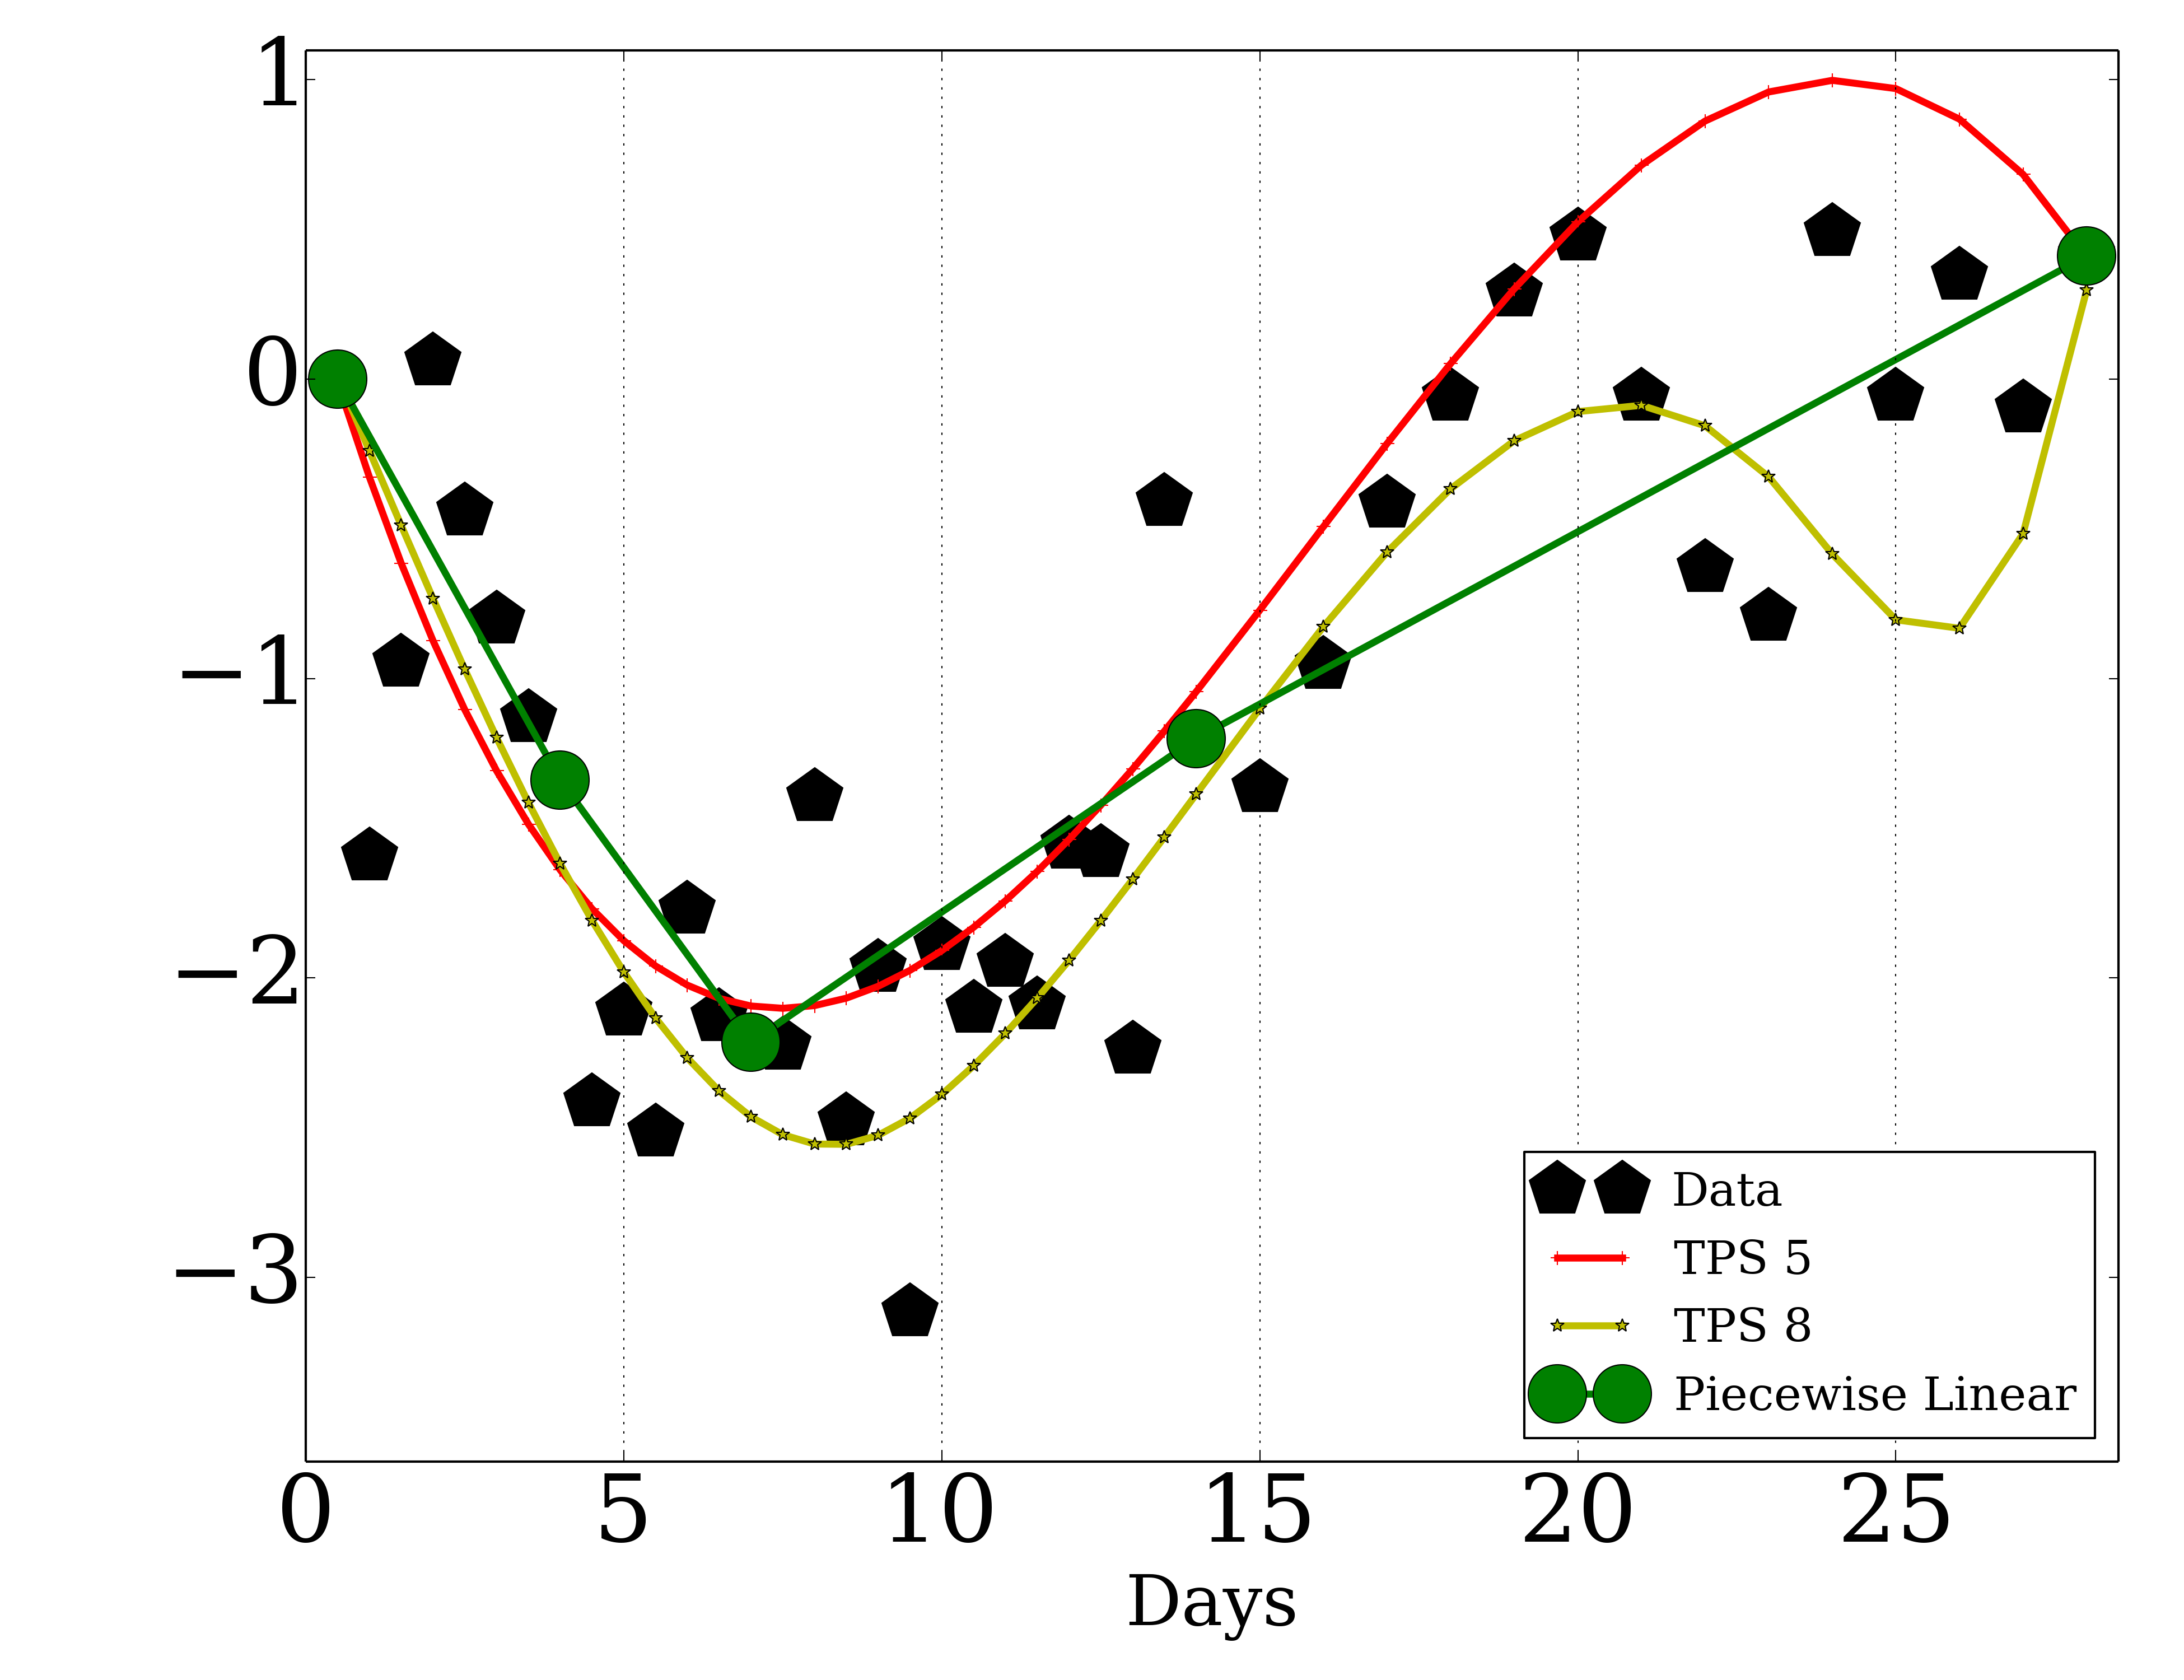 1
0
−1
−2
−3
0 5 10 15 20 25
Days
Data
TPS 5
TPS 8
Piecewise Linear